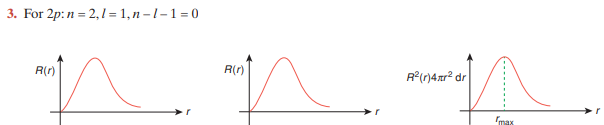 3. For 2p: n = 2, l = 1, n – l – 1 = 0
R(r)
r
R(r)
r
R²(r)4πr² dr
r
rmax